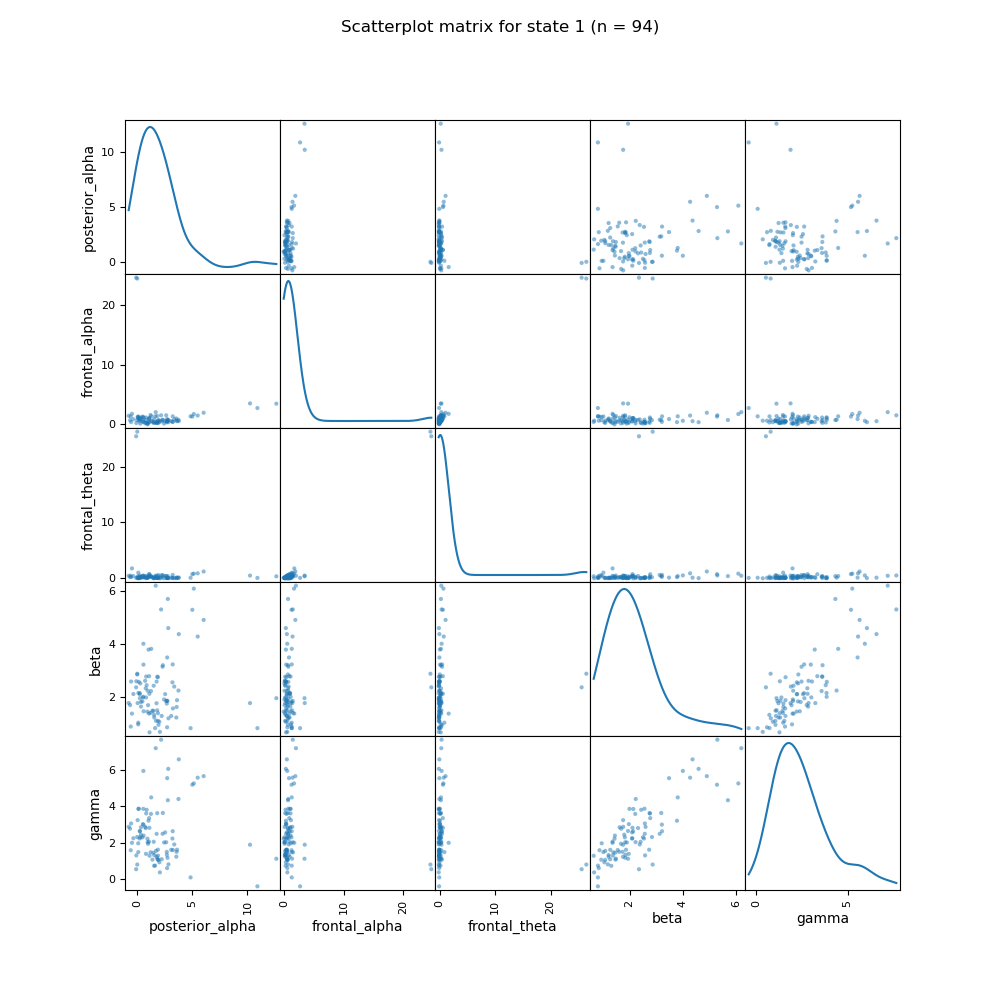 Scatterplot matrix for state 1 (n = 94)
posterior_alpha
10
5
0
frontal_alpha
20
10
0
frontal_theta
20
10
0
beta
6
4
2
gamma
6
4
2
0
0 5 10 0 10 20 0 10 20 2 4 6 0 5
posterior_alpha frontal_alpha frontal_theta beta gamma